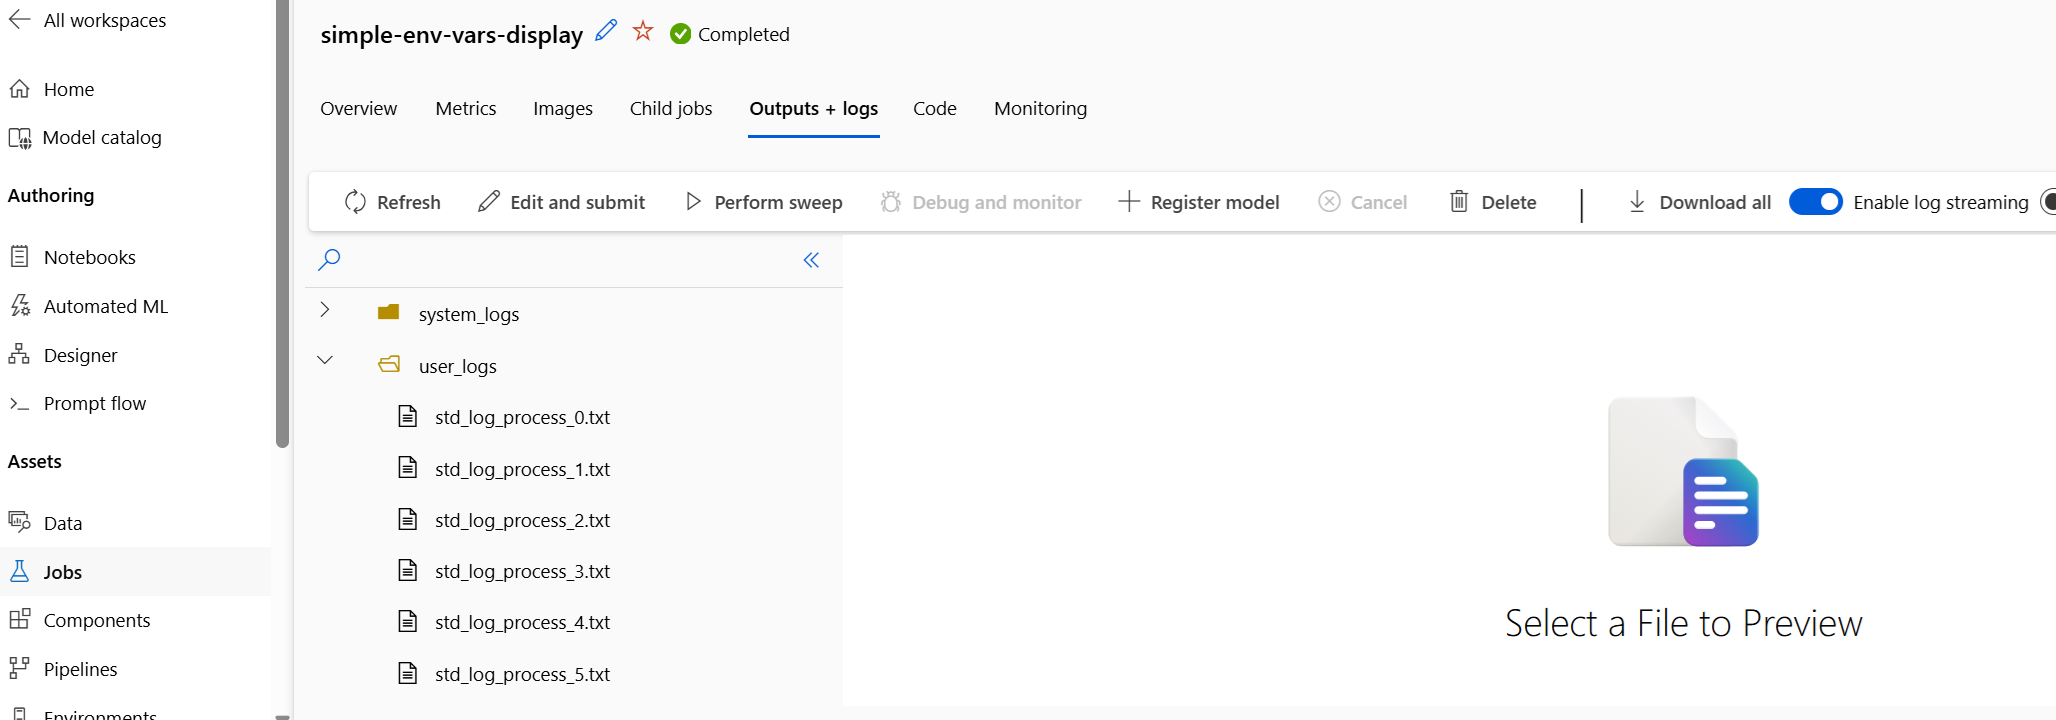 All workspaces
Home
Model catalog
Authoring
Notebooks
Automated ML
Designer
Prompt flow
Assets
Data
Jobs
Components
Pipelines
Environments
simple-env-vars-display
Completed
Overview
Metrics
Images
Child jobs
Outputs + logs
Code
Monitoring
Refresh
Edit and submit
Perform sweep
Debug and monitor
Register model
Cancel
Delete
Download all
Enable log streaming
system_logs
user_logs
std_log_process_0.txt
std_log_process_1.txt
std_log_process_2.txt
std_log_process_3.txt
std_log_process_4.txt
std_log_process_5.txt
Select a File to Preview